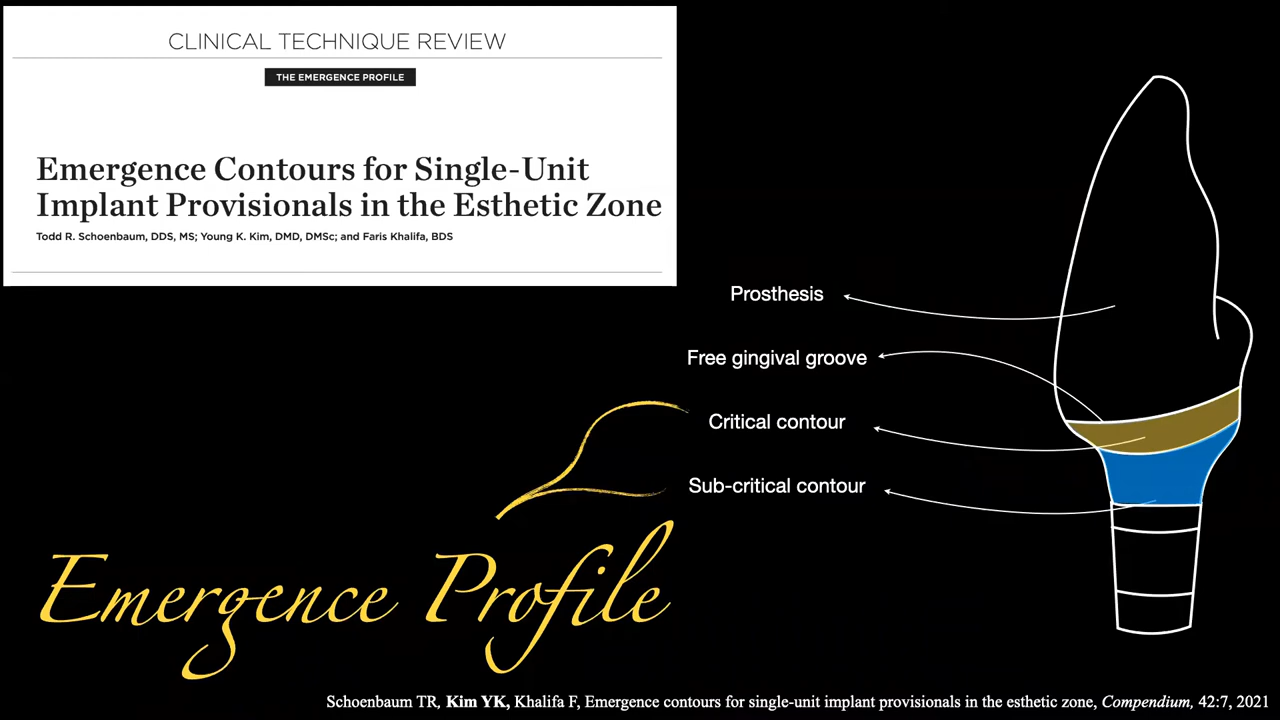 CLINICAL TECHNIQUE REVIEW
THE EMERGENCE PROFILE
Emergence Contours for Single-Unit
Implant Provisionals in the Esthetic Zone
Todd R. Schoenbaum, DDS, MS; Young K. Kim, DMD, DMSc; and Faris Khalifa, BDS
Prosthesis
Free gingival groove
Critical contour
Sub-critical contour
Emergence Profile
Schoenbaum TR, Kim YK, Khalifa F, Emergence contours for single-unit implant provisionals in the esthetic zone, Compendium, 42:7, 2021